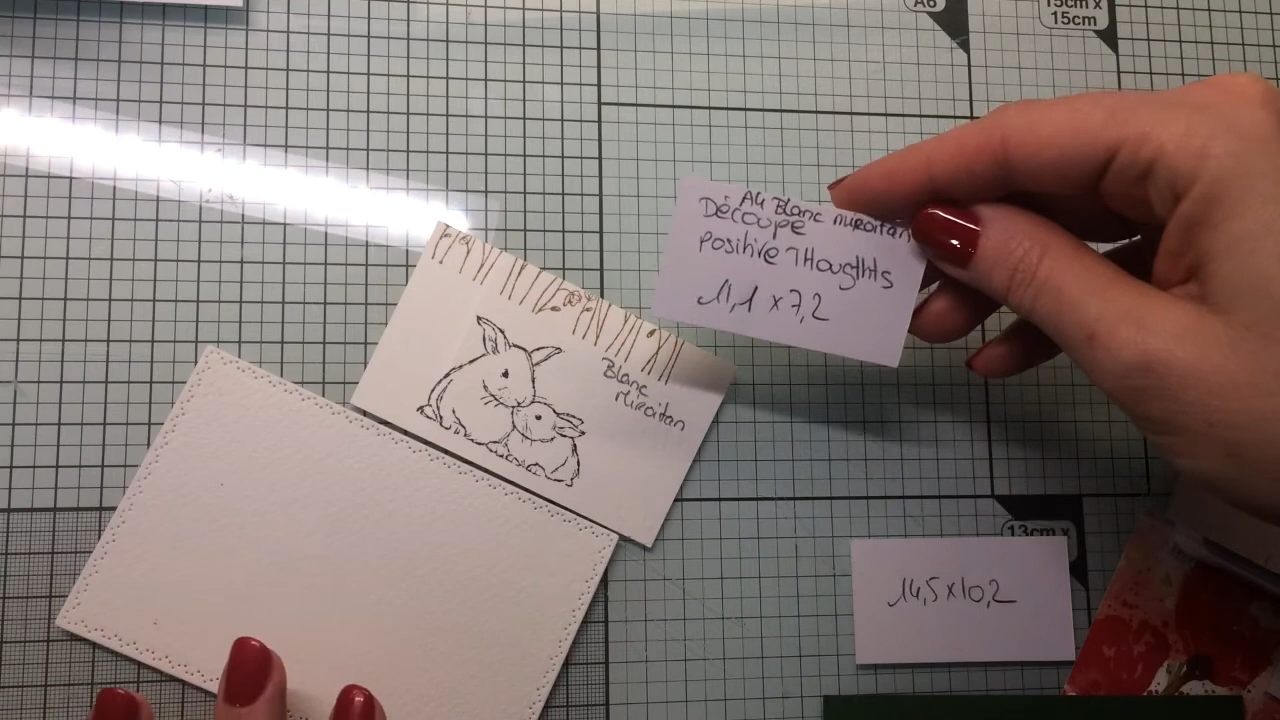 A6
15cm x
15cm
A4 Blanc nuroitan
Découpe
Positive Thoughts
11,1 x 7,2
Blanc
nuroitan
13cm x
14,5 x 10,2